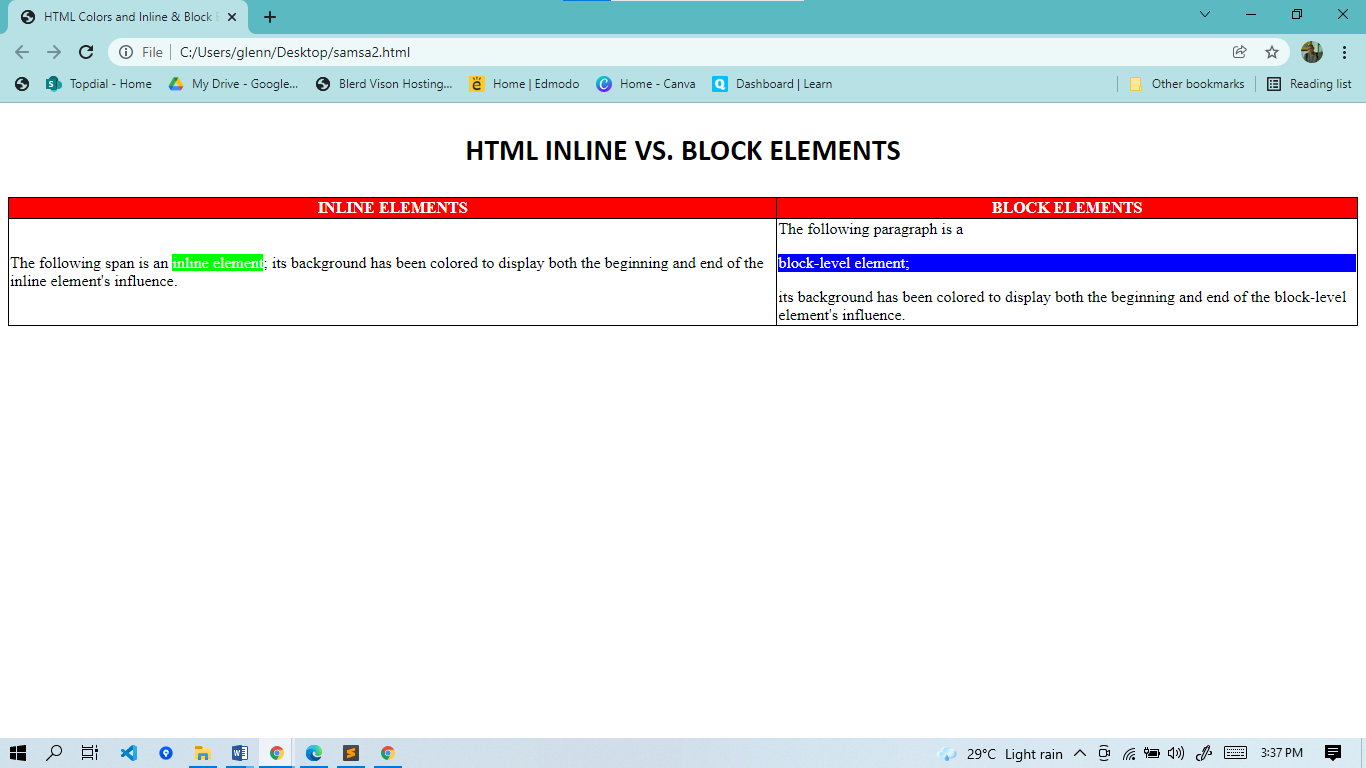 HTML Colors and Inline & Block
File
C:/Users/glenn/Desktop/samsa2.html
Topdial - Home
My Drive - Google...
Blerd Vison Hosting...
Home | Edmodo
Home - Canva
Dashboard | Learn
Other bookmarks
Reading list
HTML INLINE VS. BLOCK ELEMENTS
INLINE ELEMENTS
The following span is an inline element; its background has been colored to display both the beginning and end of the
inline element's influence.
BLOCK ELEMENTS
The following paragraph is a
block-level element;
its background has been colored to display both the beginning and end of the block-level
element's influence.
29°C Light rain
3:37 PM